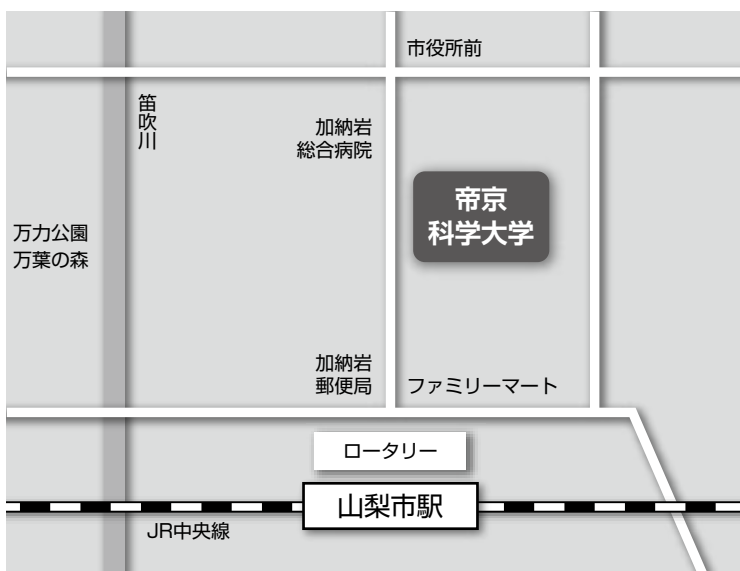 市役所前
笛吹川
加納岩
総合病院
帝京
科学大学
万力公園
万葉の森
加納岩
郵便局
ファミリーマート
ロータリー
山梨市駅
JR中央線